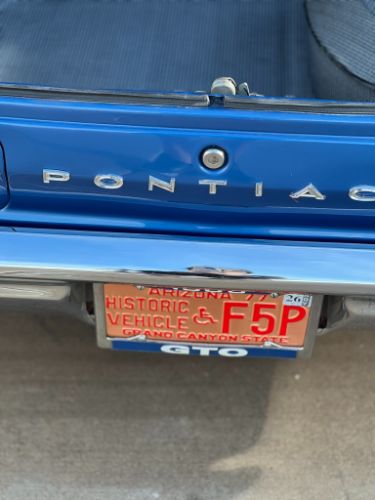 PONTIAC
ARIZONA 77 26
HISTORIC VEHICLE F5P
GRAND CANYON STATE
GTO